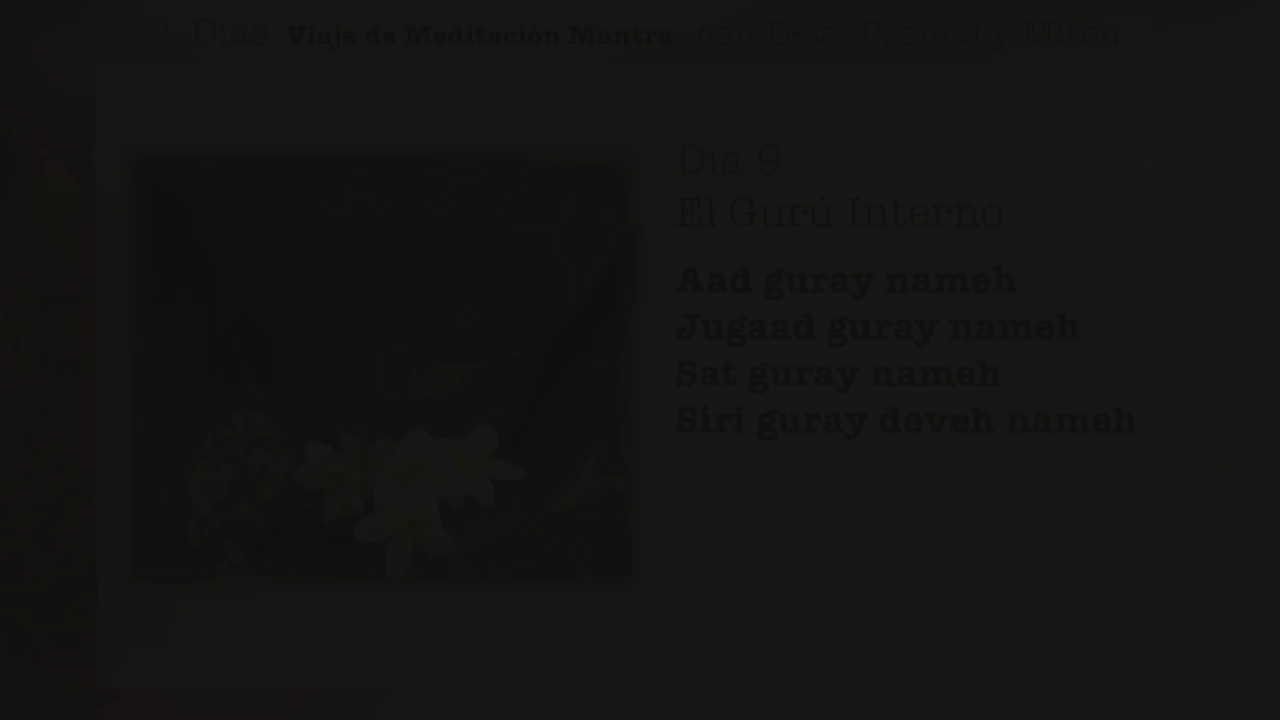 21 Días Viaje de Meditación Mantra con Deva Premal y Miten
Día 9:
El Gurú Interno
Aad guray nameh
Jugaad guray nameh
Sat guray nameh
Siri guray deveh nameh